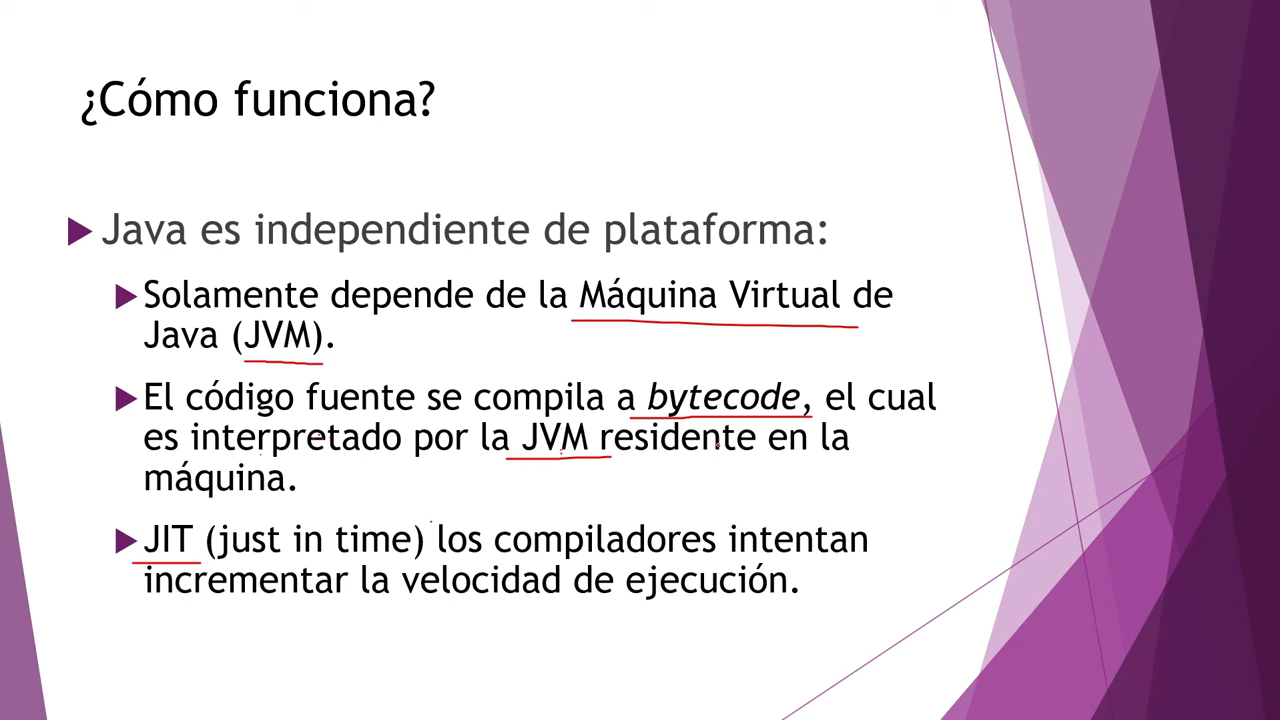 ¿Cómo funciona?
Java es independiente de plataforma:
Solamente depende de la Máquina Virtual de
Java (JVM).
El código fuente se compila a bytecode, el cual
es interpretado por la JVM residente en la
máquina.
JIT (just in time) los compiladores intentan
incrementar la velocidad de ejecución.